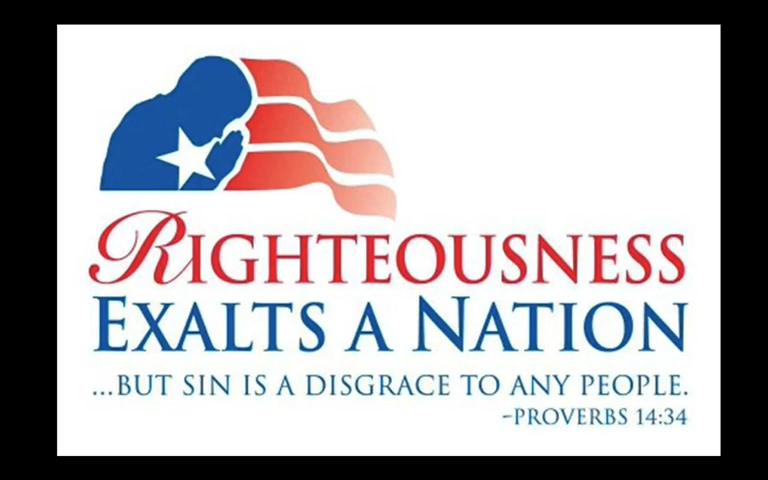 RIGHTEOUSNESS
EXALTS A NATION
...BUT SIN IS A DISGRACE TO ANY PEOPLE.
-PROVERBS 14:34